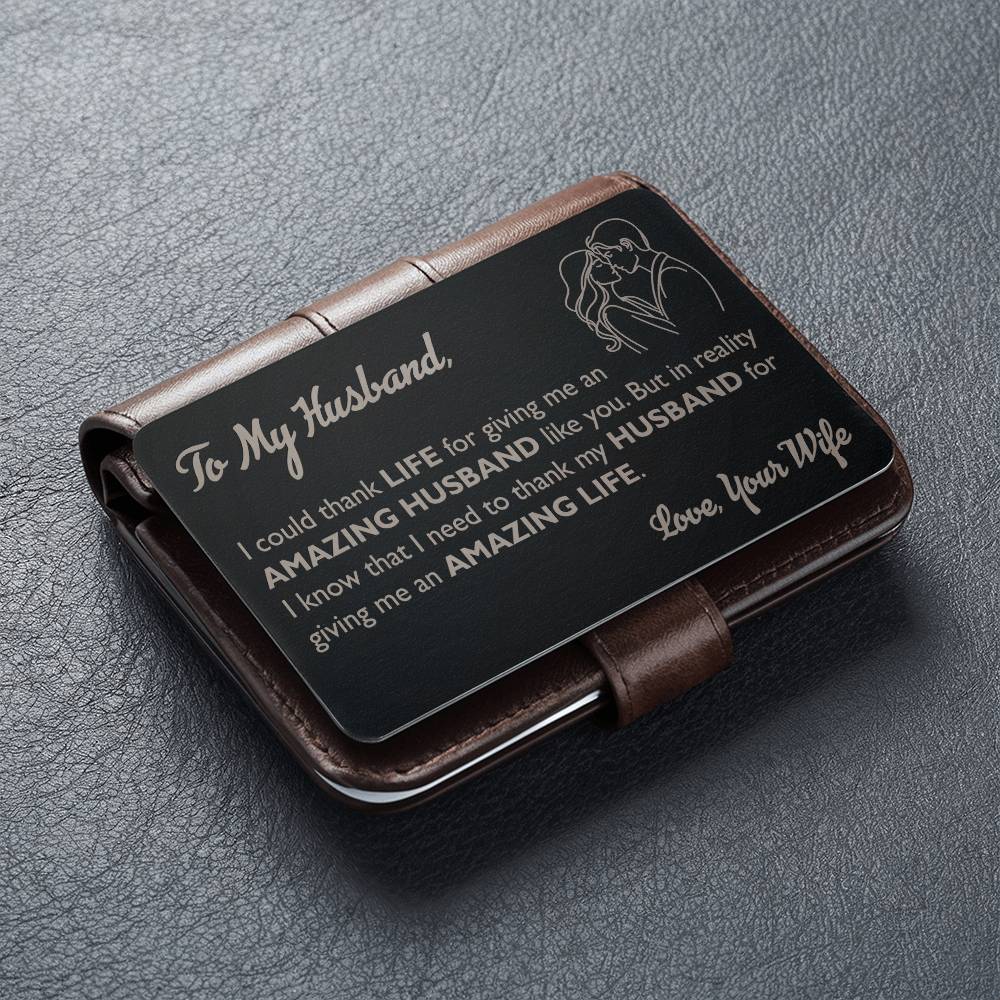 To My Husband,
I could thank LIFE for giving me an
AMAZING HUSBAND like you. But in reality
I know that I need to thank my HUSBAND for
giving me an AMAZING LIFE.
Love, Your Wife